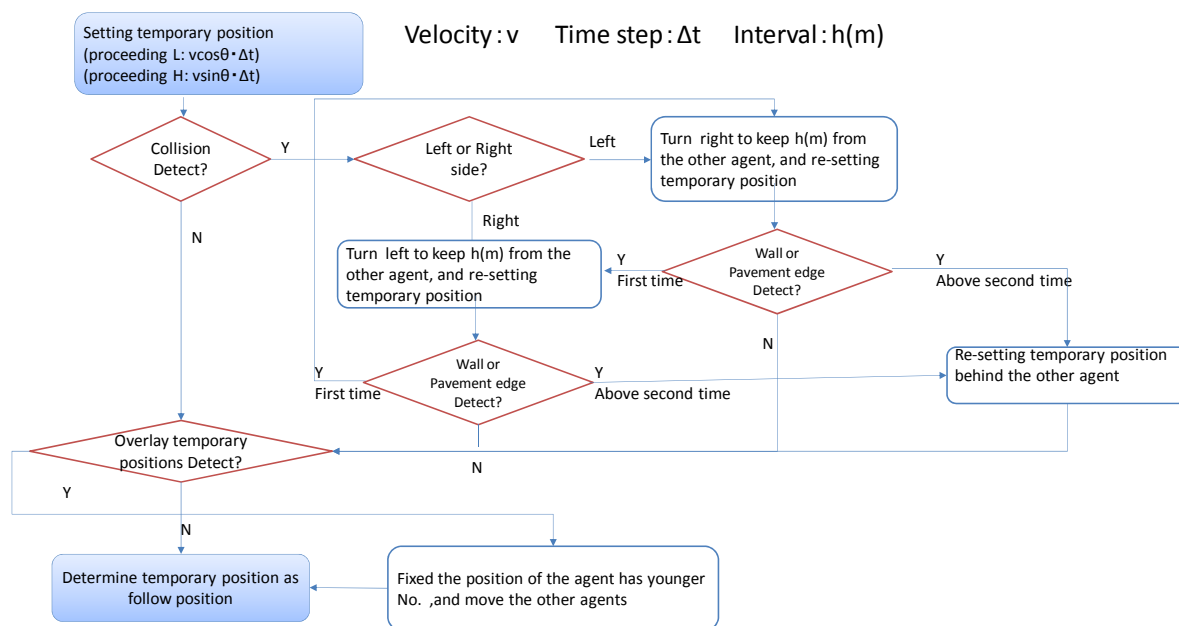 Setting temporary position
(proceeding L: vcosθ・Δt)
(proceeding H: vsinθ・Δt)
Velocity:v Time step:Δt Interval:h(m)
Collision
Detect?
Y
Left or Right
side?
Left
Turn right to keep h(m) from
the other agent, and re-setting
temporary position
N
Right
Turn left to keep h(m) from the
other agent, and re-setting
temporary position
Y
First time
Wall or
Pavement edge
Detect?
Y
Above second time
N
Y
First time
Wall or
Pavement edge
Detect?
Y
Above second time
Re-setting temporary position
behind the other agent
Overlay temporary
positions Detect?
N
Y
N
Determine temporary position as
follow position
Fixed the position of the agent has younger
No. ,and move the other agents